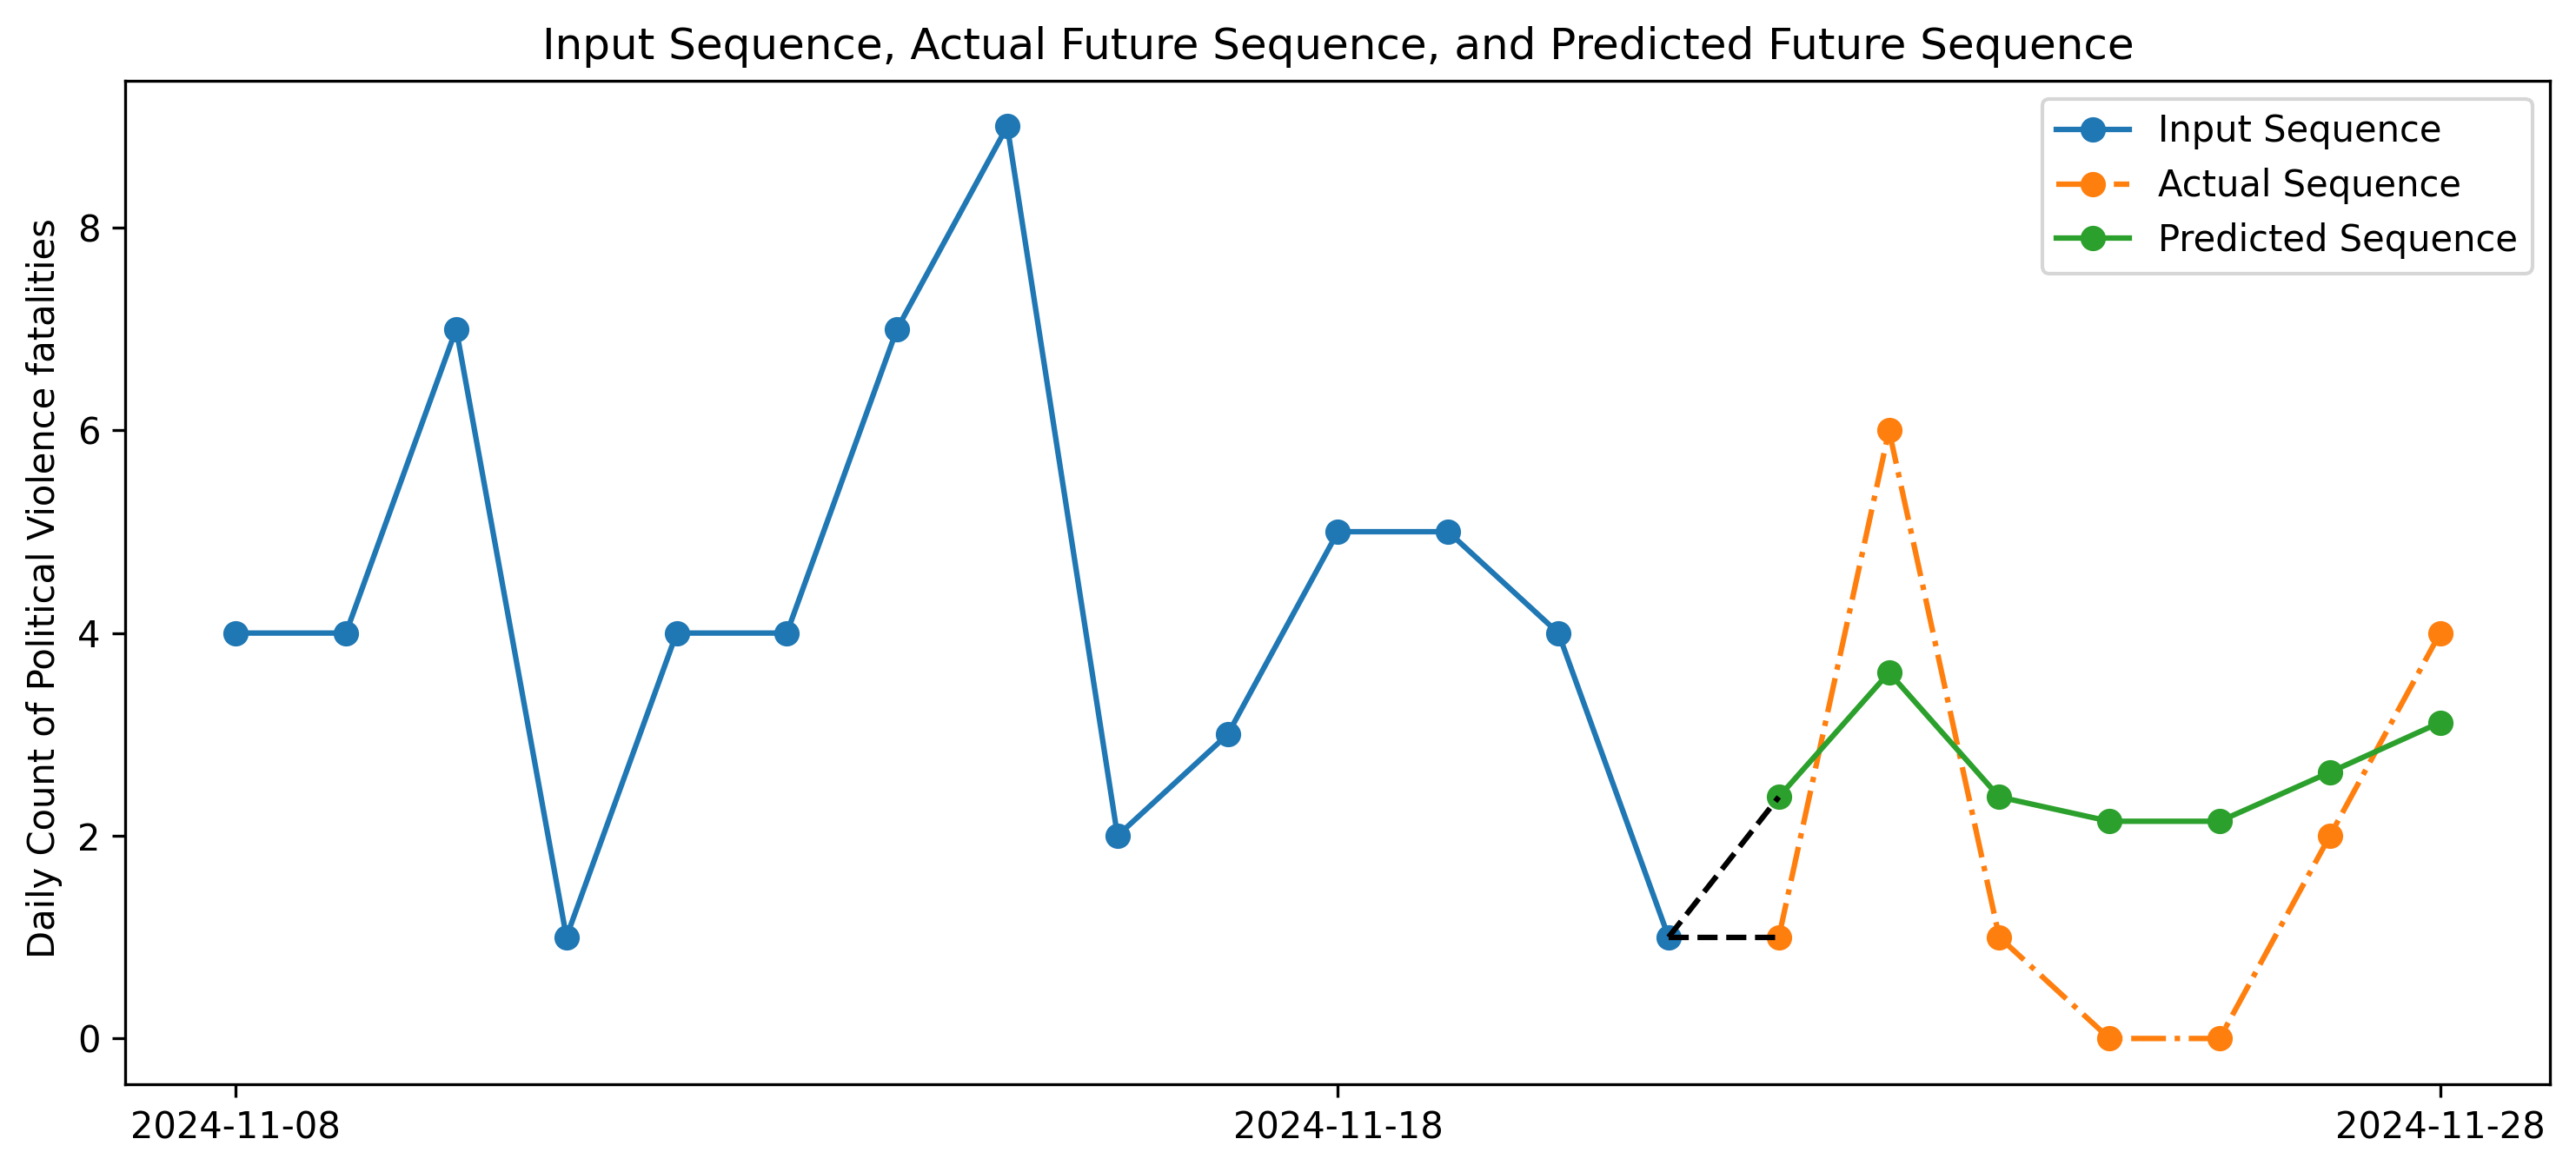 Input Sequence, Actual Future Sequence, and Predicted Future Sequence
Daily Count of Political Violence fatalities
8
6
4
2
0
Input Sequence
Actual Sequence
Predicted Sequence
2024-11-08
2024-11-18
2024-11-28